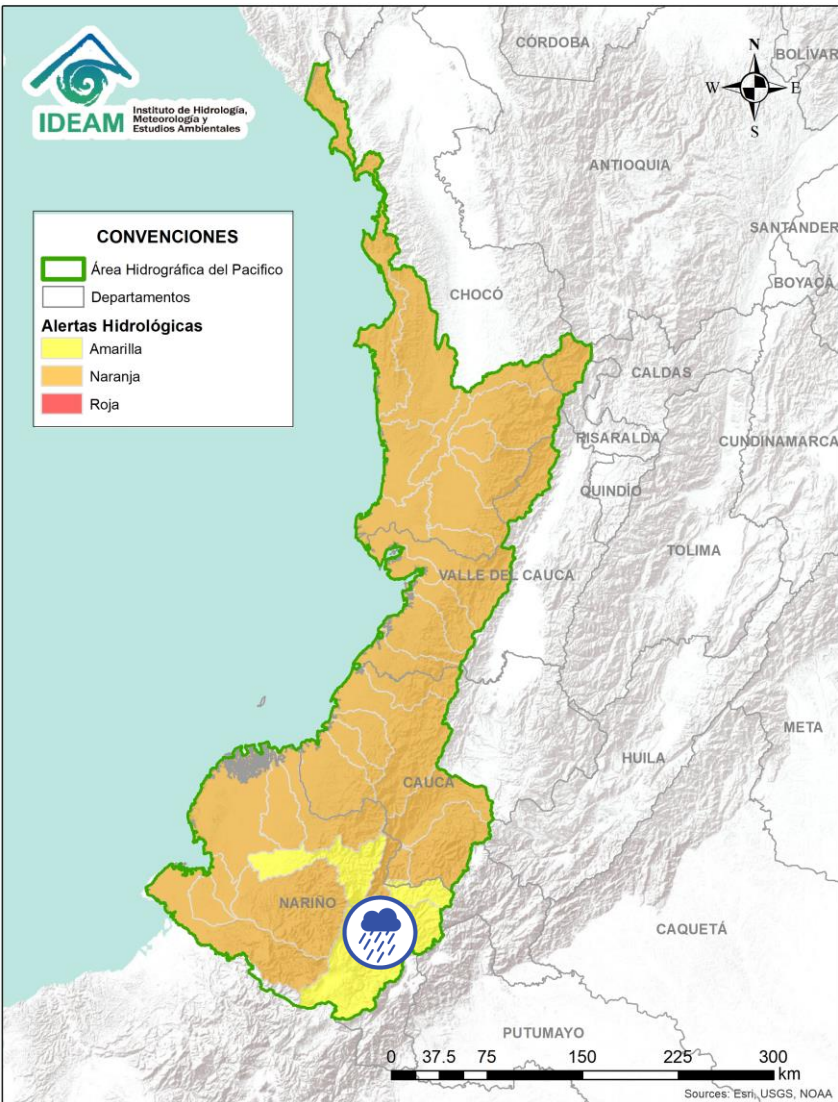 IDEAM
Instituto de Hidrología,
Meteorología y
Estudios Ambientales
N
W
E
S
CÓRDOBA
BOLÍVAR
ANTIOQUIA
SANTANDER
BOYACÁ
CHOCÓ
CONVENCIONES
Área Hidrográfica del Pacifico
Departamentos
Alertas Hidrológicas
Amarilla
Naranja
Roja
CALDAS
RISARALDA
CUNDINAMARCA
QUINDÍO
TOLIMA
VALLE DEL CAUCA
META
HUILA
CAUCA
NARIÑO
CAQUETÁ
PUTUMAYO
0 37.5 75 150 225 300
km
Sources: Esri, USGS, NOAA